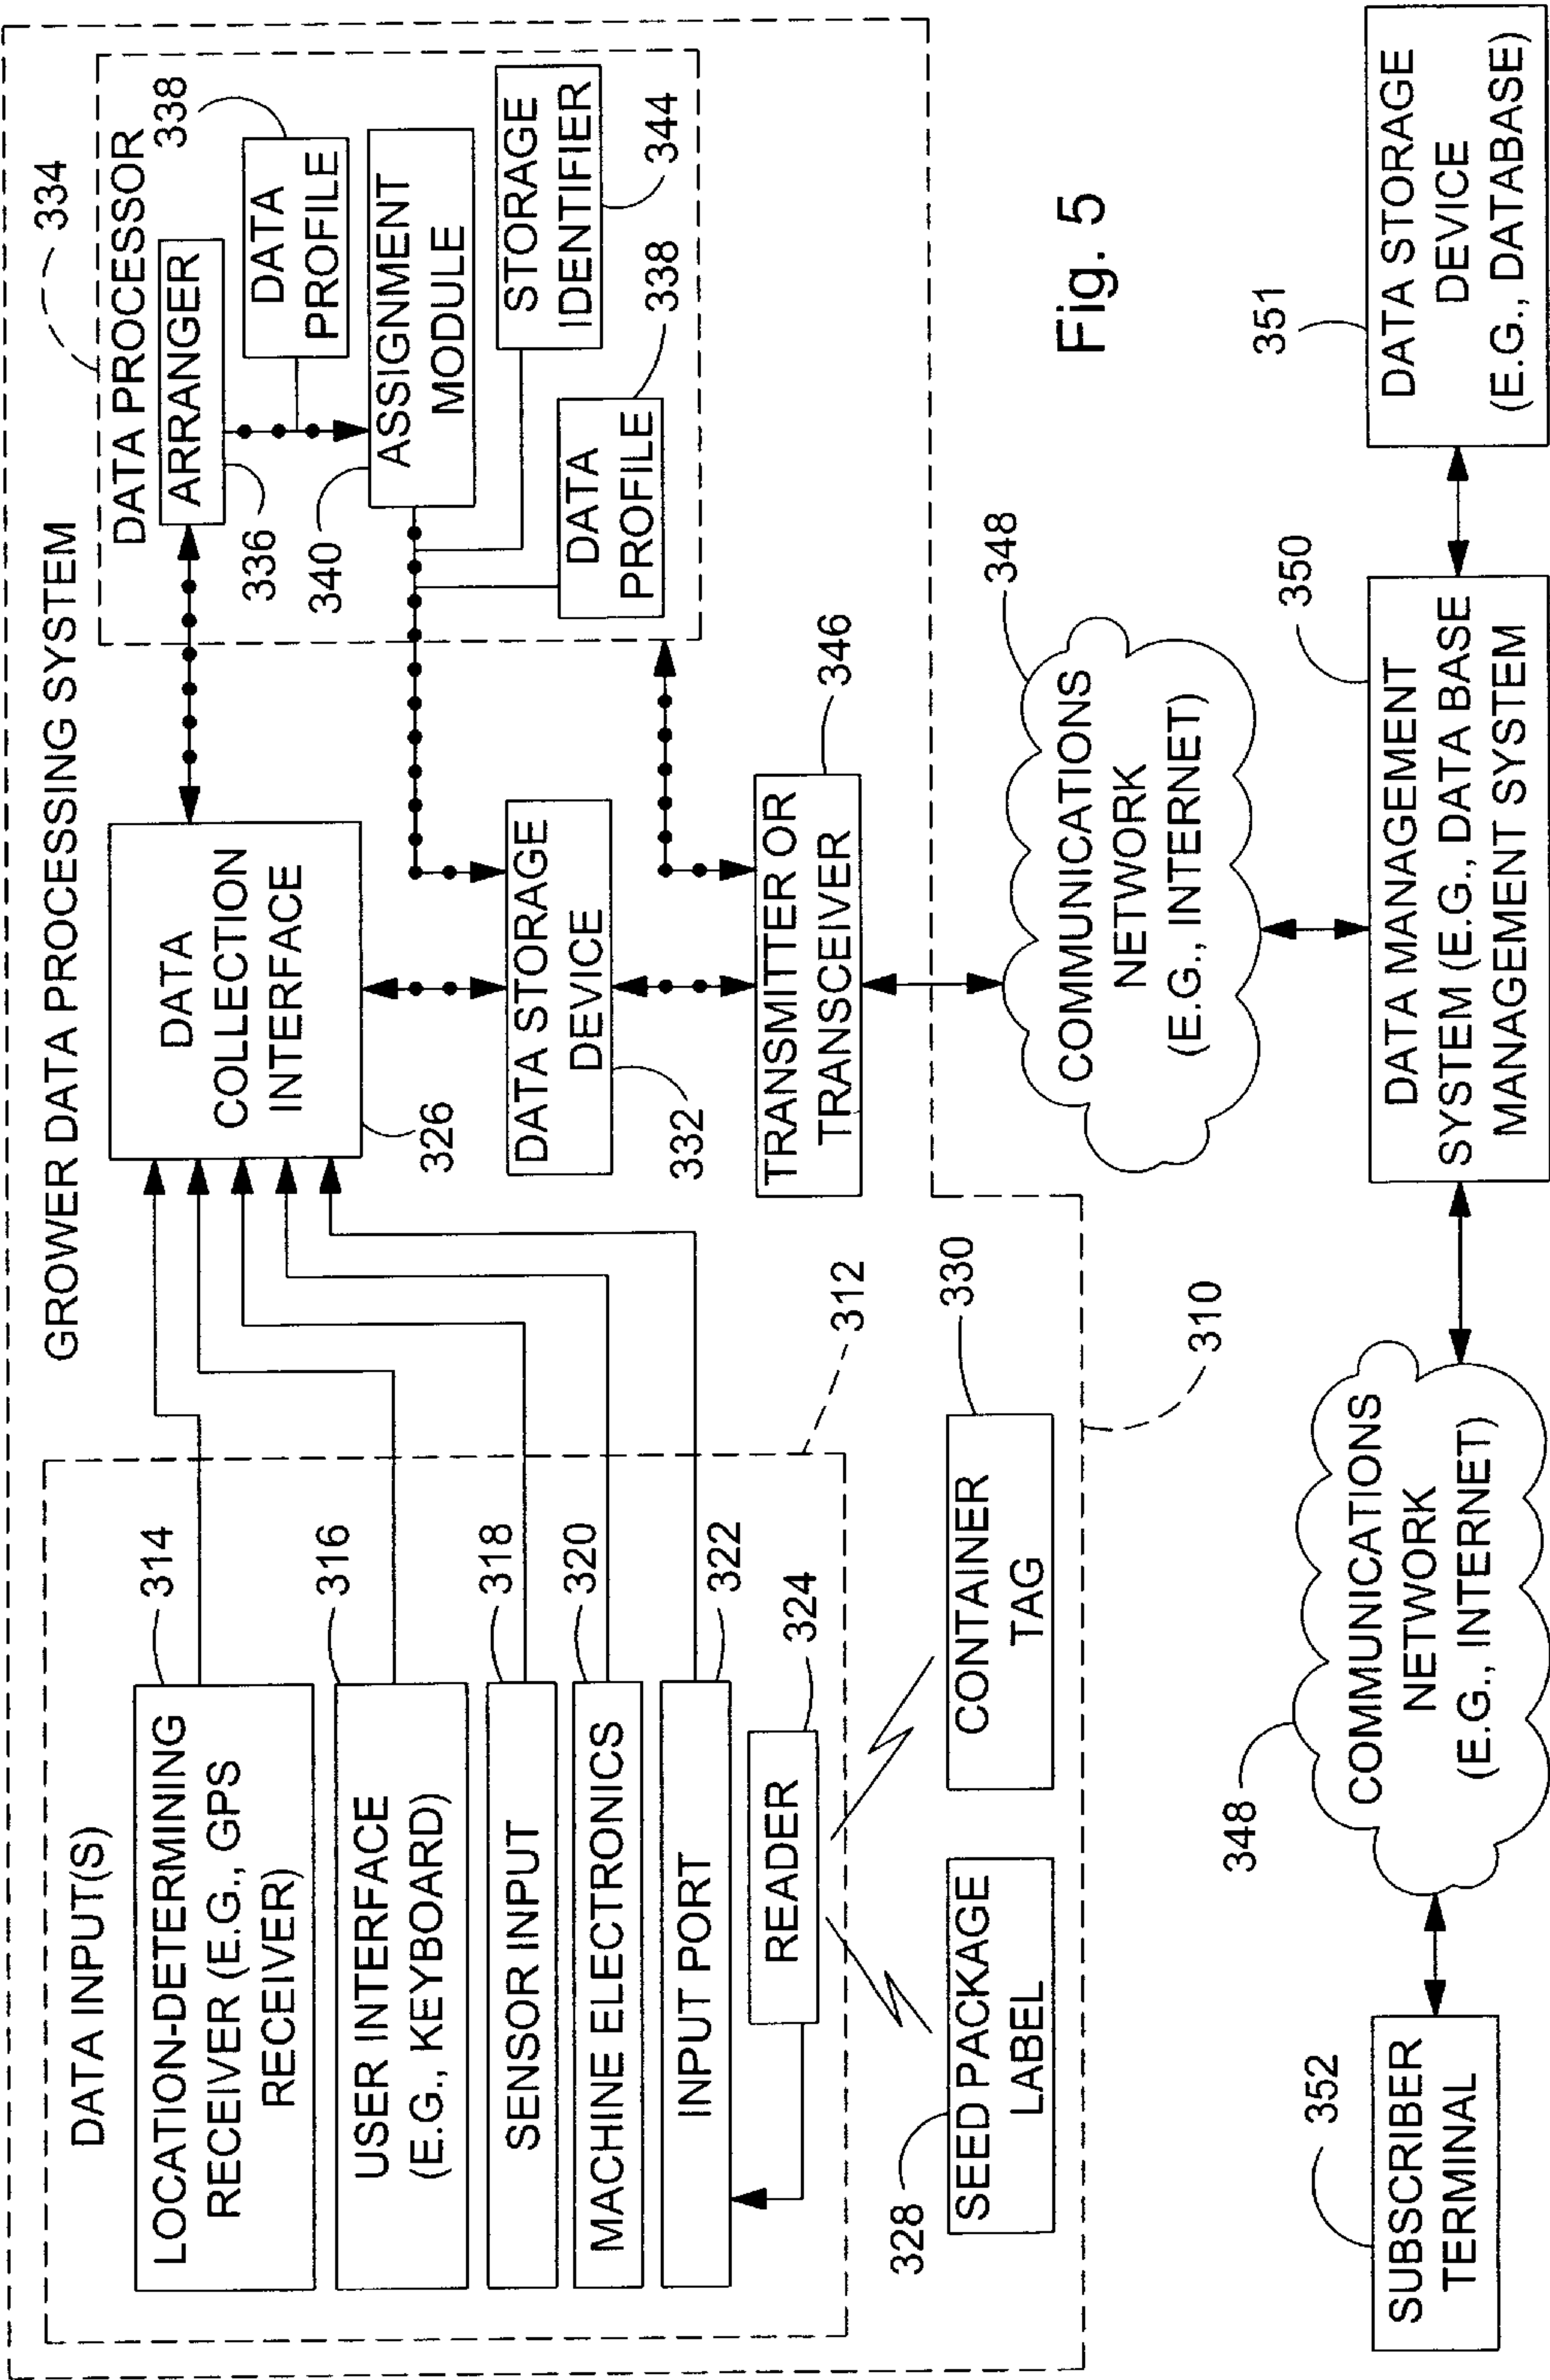 GROWER DATA PROCESSING SYSTEM
334
DATA INPUT(S)
314
LOCATION-DETERMINING
RECEIVER (E.G., GPS
RECEIVER)
316
USER INTERFACE
(E.G., KEYBOARD)
318
SENSOR INPUT
320
MACHINE ELECTRONICS
322
INPUT PORT
324
READER
312
328
SEED PACKAGE
LABEL
330
CONTAINER
TAG
310
DATA
COLLECTION
INTERFACE
326
DATA STORAGE
DEVICE
332
TRANSMITTER OR
TRANSCEIVER
346
DATA PROCESSOR
ARRANGER
336
338
DATA
PROFILE
340
ASSIGNMENT
MODULE
STORAGE
IDENTIFIER
344
DATA
PROFILE
338
348
COMMUNICATIONS
NETWORK
(E.G., INTERNET)
Fig. 5
352
SUBSCRIBER
TERMINAL
348
COMMUNICATIONS
NETWORK
(E.G., INTERNET)
350
DATA MANAGEMENT
SYSTEM (E.G., DATA BASE
MANAGEMENT SYSTEM
351
DATA STORAGE
DEVICE
(E.G., DATABASE)